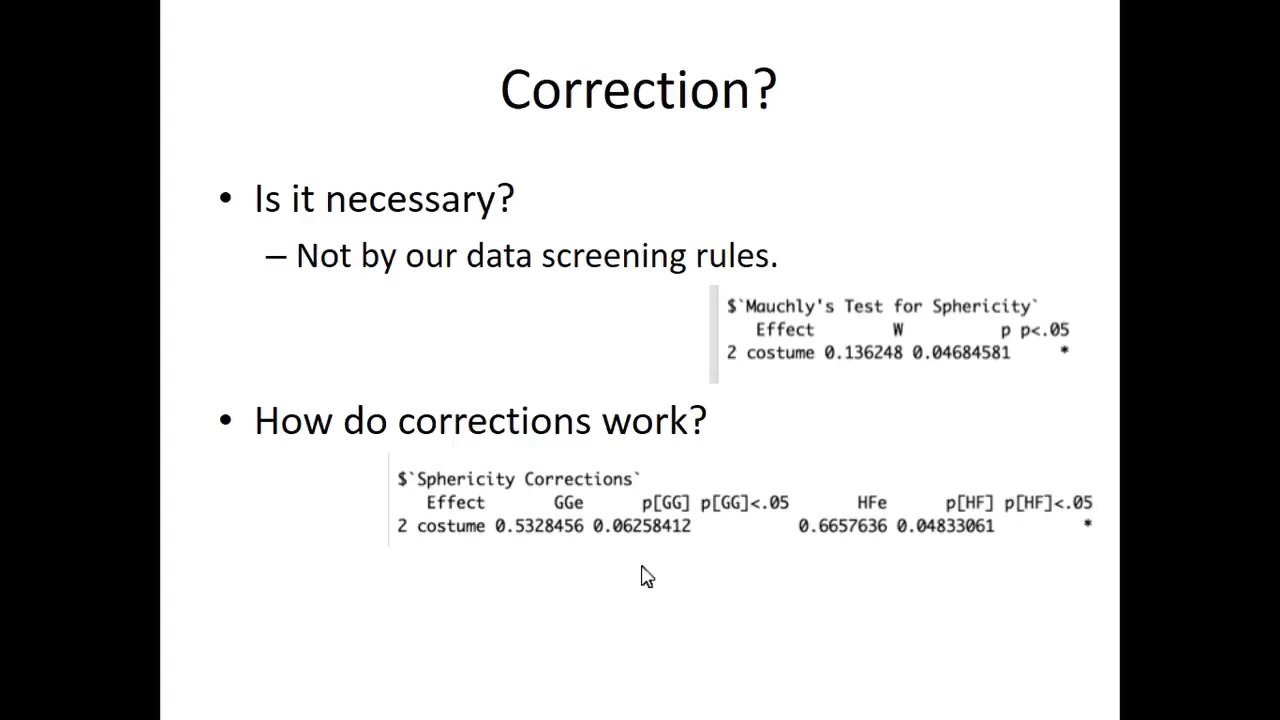 Correction?
• Is it necessary?
– Not by our data screening rules.
$`Mauchly's Test for Sphericity`
Effect W p p<.05
2 costume 0.136248 0.04684581 *
• How do corrections work?
$`Sphericity Corrections`
Effect GGe p[GG] p[GG]<.05 HFe p[HF] p[HF]<.05
2 costume 0.5328456 0.06258412 0.6657636 0.04833061 *